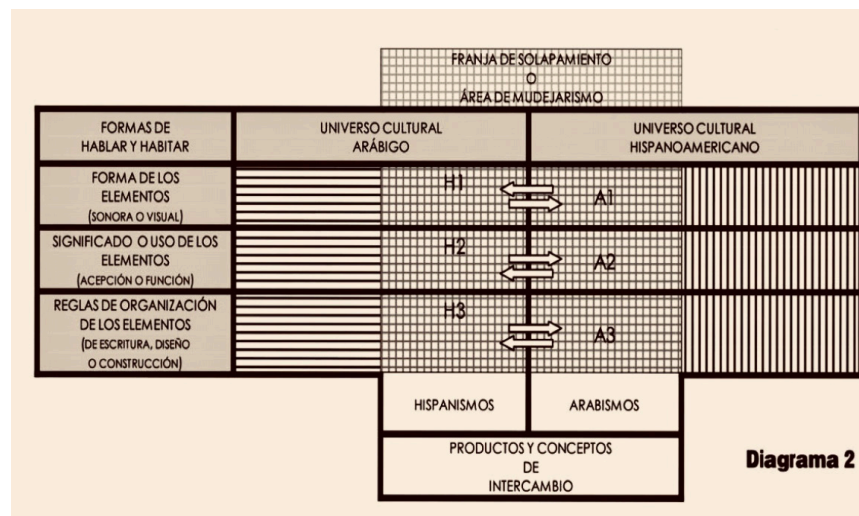 FRANJA DE SOLAPAMIENTO
O
ÁREA DE MUDEJARISMO
FORMAS DE
HABLAR Y HABITAR
UNIVERSO CULTURAL
ARÁBIGO
UNIVERSO CULTURAL
HISPANOAMERICANO
FORMA DE LOS
ELEMENTOS
(SONORA O VISUAL)
H1
A1
SIGNIFICADO O USO DE LOS
ELEMENTOS
(ACEPCIÓN O FUNCIÓN)
H2
A2
REGLAS DE ORGANIZACIÓN
DE LOS ELEMENTOS
(DE ESCRITURA, DISEÑO
O CONSTRUCCIÓN)
H3
A3
HISPANISMOS
ARABISMOS
PRODUCTOS Y CONCEPTOS
DE
INTERCAMBIO
Diagrama 2